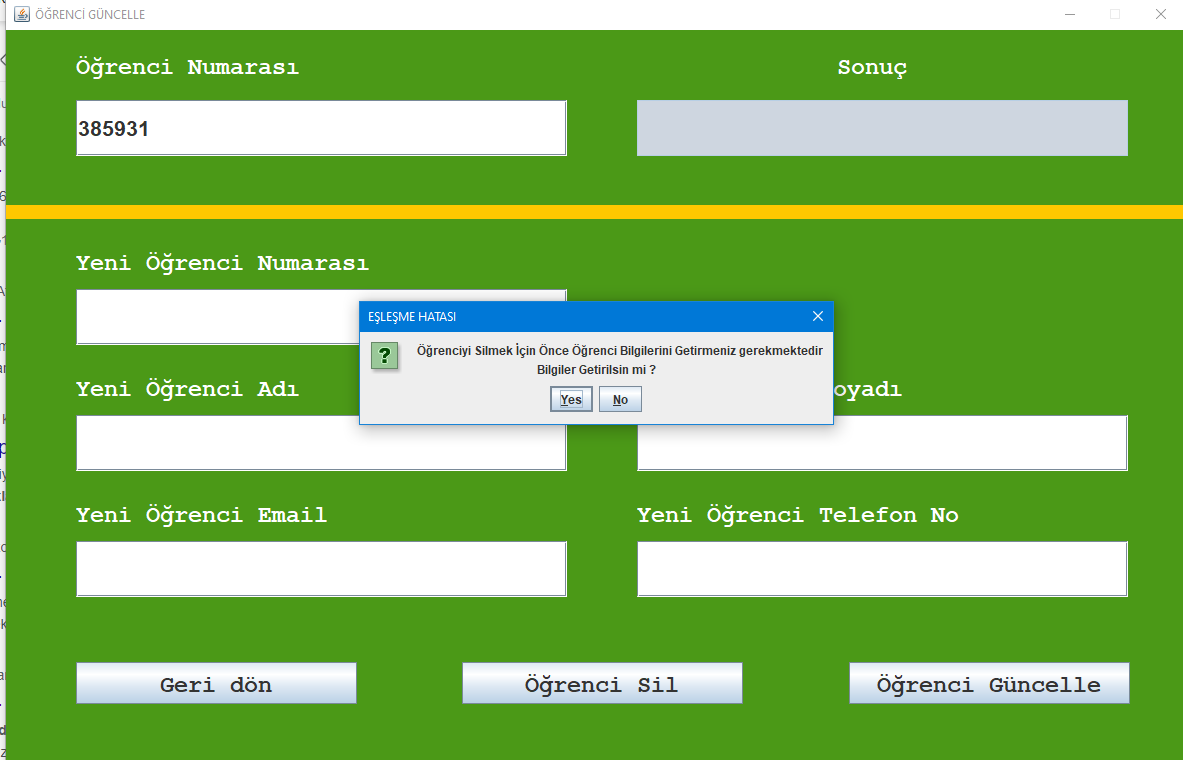 ÖĞRENCİ GÜNCELLE
Öğrenci Numarası
Sonuç
385931
Yeni Öğrenci Numarası
EŞLEŞME HATASI
Öğrenciyi Silmek İçin Önce Öğrenci Bilgilerini Getirmeniz gerekmektedir
Bilgiler Getirilsin mi ?
Yes
No
Yeni Öğrenci Adı
oyadı
Yeni Öğrenci Email
Yeni Öğrenci Telefon No
Geri dön
Öğrenci Sil
Öğrenci Güncelle